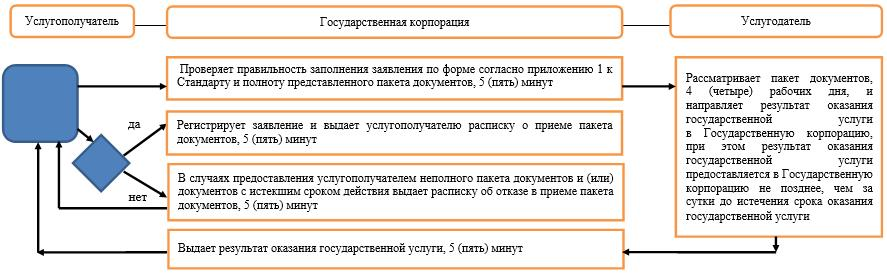 Услугополучатель
Государственная корпорация
Услугодатель
Проверяет правильность заполнения заявления по форме согласно приложению 1 к
Стандарту и полноту представленного пакета документов, 5 (пять) минут
да
Регистрирует заявление и выдает услугополучателю расписку о приеме пакета
документов, 5 (пять) минут
нет
В случаях предоставления услугополучателем неполного пакета документов и (или)
документов с истекшим сроком действия выдает расписку об отказе в приеме пакета
документов, 5 (пять) минут
Выдает результат оказания государственной услуги, 5 (пять) минут
Рассматривает пакет документов,
4 (четыре) рабочих дня, и
направляет результат оказания
государственной услуги
в Государственную корпорацию,
при этом результат оказания
государственной услуги
предоставляется в Государственную
корпорацию не позднее, чем за
сутки до истечения срока оказания
государственной услуги